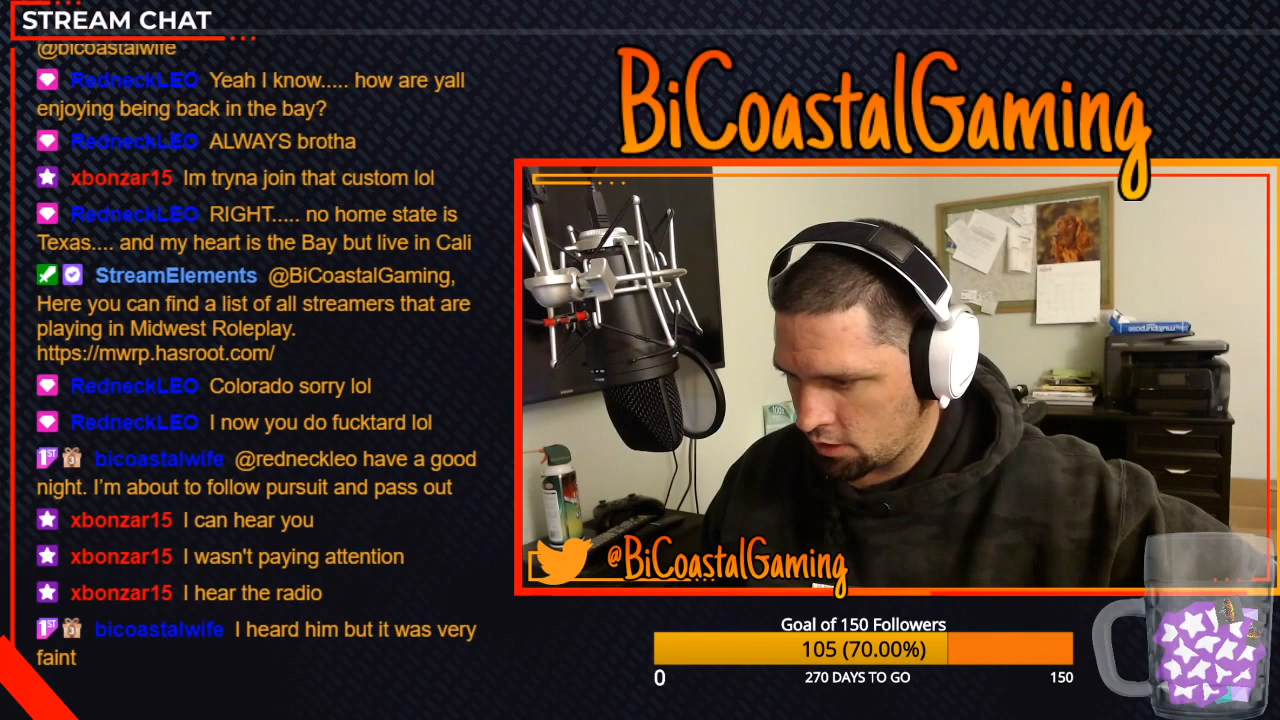 STREAM CHAT
@bicoastalwife
RedneckLEO Yeah I know..... how are yall
enjoying being back in the bay?
RedneckLEO ALWAYS brotha
xbonzar15 Im tryna join that custom lol
RedneckLEO RIGHT..... no home state is
Texas.... and my heart is the Bay but live in Cali
StreamElements @BiCoastalGaming,
Here you can find a list of all streamers that are
playing in Midwest Roleplay.
https://mwrp.hasroot.com/
RedneckLEO Colorado sorry lol
RedneckLEO I now you do fucktard lol
1ST 3 bicoastalwife @redneckleo have a good
night. I'm about to follow pursuit and pass out
xbonzar15 I can hear you
xbonzar15 I wasn't paying attention
xbonzar15 I hear the radio
1ST 3 bicoastalwife I heard him but it was very
faint
BiCoastalGaming
@BiCoastalGaming
Goal of 150 Followers
105 (70.00%)
0 270 DAYS TO GO 150